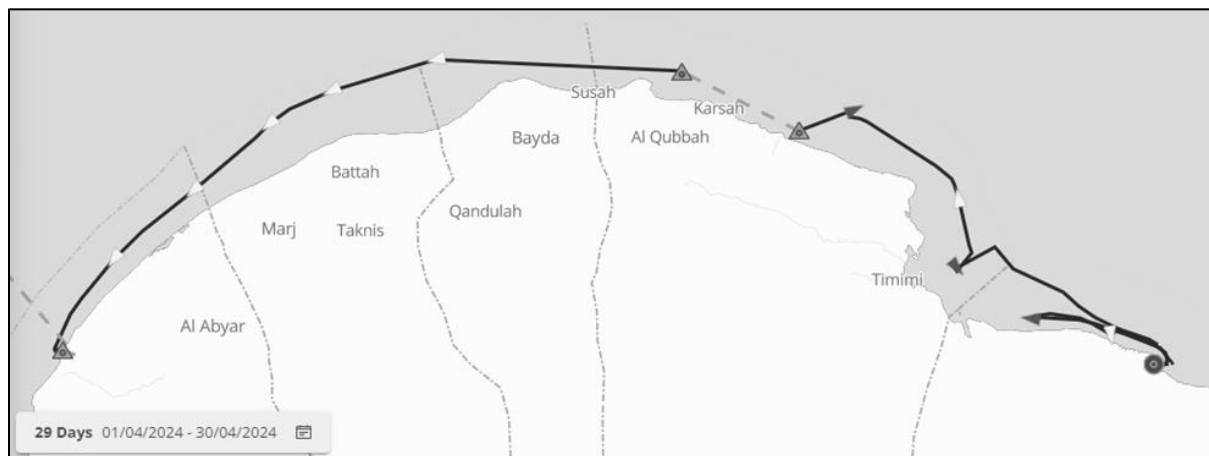 Susah
Karsah
Bayda
Al Qubbah
Battah
Qandulah
Marj
Taknis
Timimi
Al Abyar
29 Days 01/04/2024 - 30/04/2024